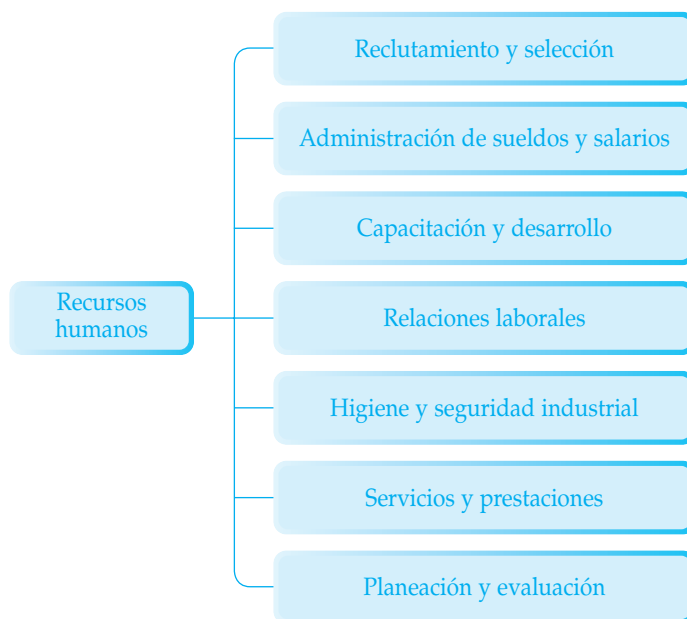 Reclutamiento y selección
Administración de sueldos y salarios
Capacitación y desarrollo
Recursos
humanos
Relaciones laborales
Higiene y seguridad industrial
Servicios y prestaciones
Planeación y evaluación